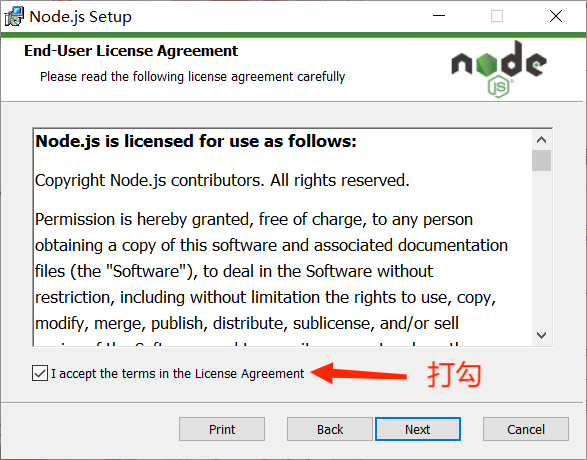 Node.js Setup
End-User License Agreement
Please read the following license agreement carefully
node
JS
Node.js is licensed for use as follows:
Copyright Node.js contributors. All rights reserved.
Permission is hereby granted, free of charge, to any person
obtaining a copy of this software and associated documentation
files (the "Software"), to deal in the Software without
restriction, including without limitation the rights to use, copy,
modify, merge, publish, distribute, sublicense, and/or sell
I accept the terms in the License Agreement
打勾
Print
Back
Next
Cancel